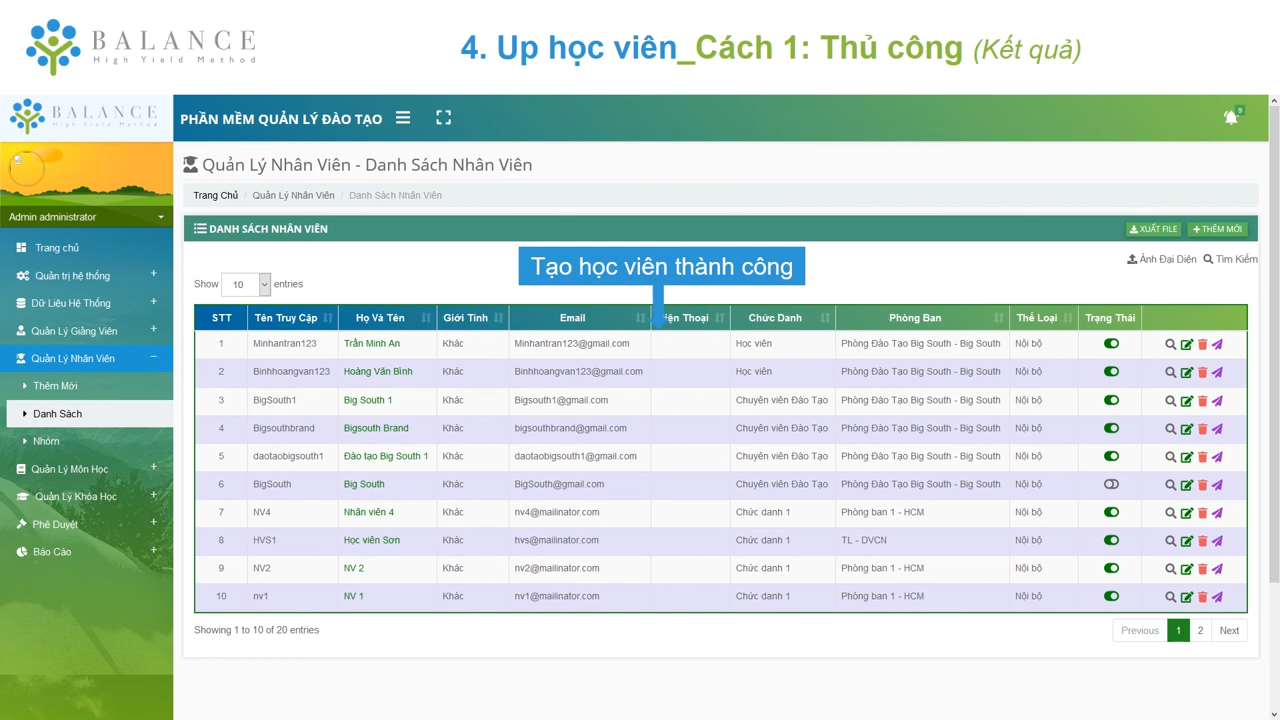 BALANCE
High Yield Method
4. Up học viên_Cách 1: Thủ công (Kết quả)
BALANCE
High Yield Method
PHẦN MỀM QUẢN LÝ ĐÀO TẠO
9
Admin administrator
Trang chủ
Quản trị hệ thống +
Dữ Liệu Hệ Thống +
Quản Lý Giảng Viên +
Quản Lý Nhân Viên −
Thêm Mới
Danh Sách
Nhóm
Quản Lý Môn Học +
Quản Lý Khóa Học +
Phê Duyệt +
Báo Cáo +
Quản Lý Nhân Viên - Danh Sách Nhân Viên
Trang Chủ / Quản Lý Nhân Viên / Danh Sách Nhân Viên
DANH SÁCH NHÂN VIÊN XUẤT FILE + THÊM MỚI
Ảnh Đại Diện Tìm Kiếm
Tạo học viên thành công
Show 10 entries
STT Tên Truy Cập Họ Và Tên Giới Tính Email iện Thoại Chức Danh Phòng Ban Thể Loại Trạng Thái
1 Minhantran123 Trần Minh An Khác Minhantran123@gmail.com Học viên Phòng Đào Tạo Big South - Big South Nội bộ
2 Binhhoangvan123 Hoàng Văn Bình Khác Binhhoangvan123@gmail.com Học viên Phòng Đào Tạo Big South - Big South Nội bộ
3 BigSouth1 Big South 1 Khác Bigsouth1@gmail.com Chuyên viên Đào Tạo Phòng Đào Tạo Big South - Big South Nội bộ
4 Bigsouthbrand Bigsouth Brand Khác bigsouthbrand@gmail.com Chuyên viên Đào Tạo Phòng Đào Tạo Big South - Big South Nội bộ
5 daotaobigsouth1 Đào tạo Big South 1 Khác daotaobigsouth1@gmail.com Chuyên viên Đào Tạo Phòng Đào Tạo Big South - Big South Nội bộ
6 BigSouth Big South Khác BigSouth@gmail.com Chuyên viên Đào Tạo Phòng Đào Tạo Big South - Big South Nội bộ
7 NV4 Nhân viên 4 Khác nv4@mailinator.com Chức danh 1 Phòng ban 1 - HCM Nội bộ
8 HVS1 Học viên Sơn Khác hvs@mailinator.com Chức danh 1 TL - DVCN Nội bộ
9 NV2 NV 2 Khác nv2@mailinator.com Chức danh 1 Phòng ban 1 - HCM Nội bộ
10 nv1 NV 1 Khác nv1@mailinator.com Chức danh 1 Phòng ban 1 - HCM Nội bộ
Showing 1 to 10 of 20 entries Previous 1 2 Next